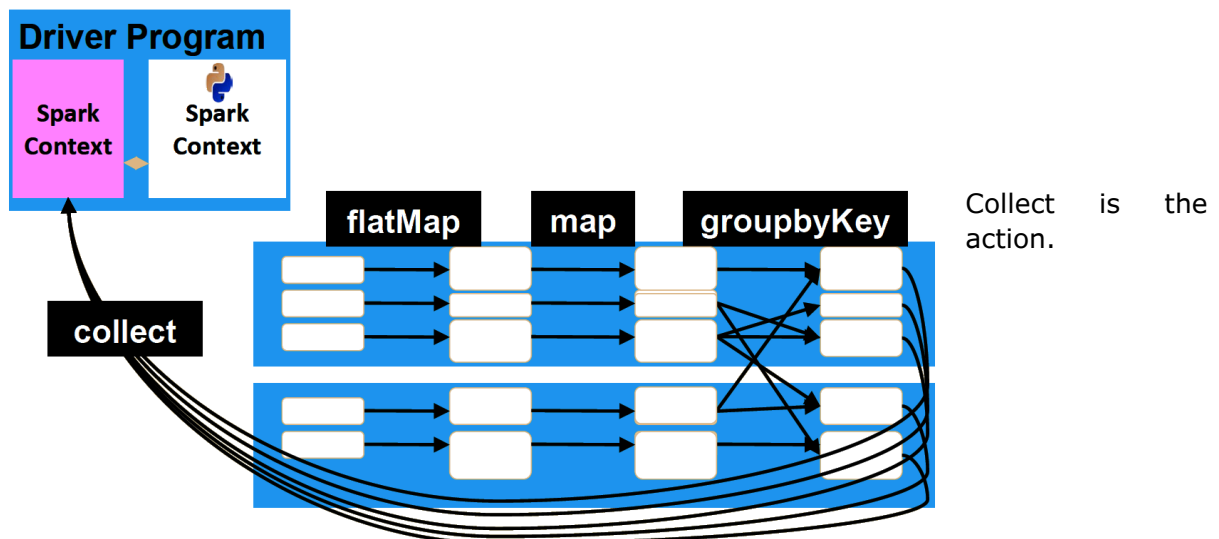 Driver Program
Spark
Context
Spark
Context
flatMap
map
groupbyKey
Collect is the
action.
collect